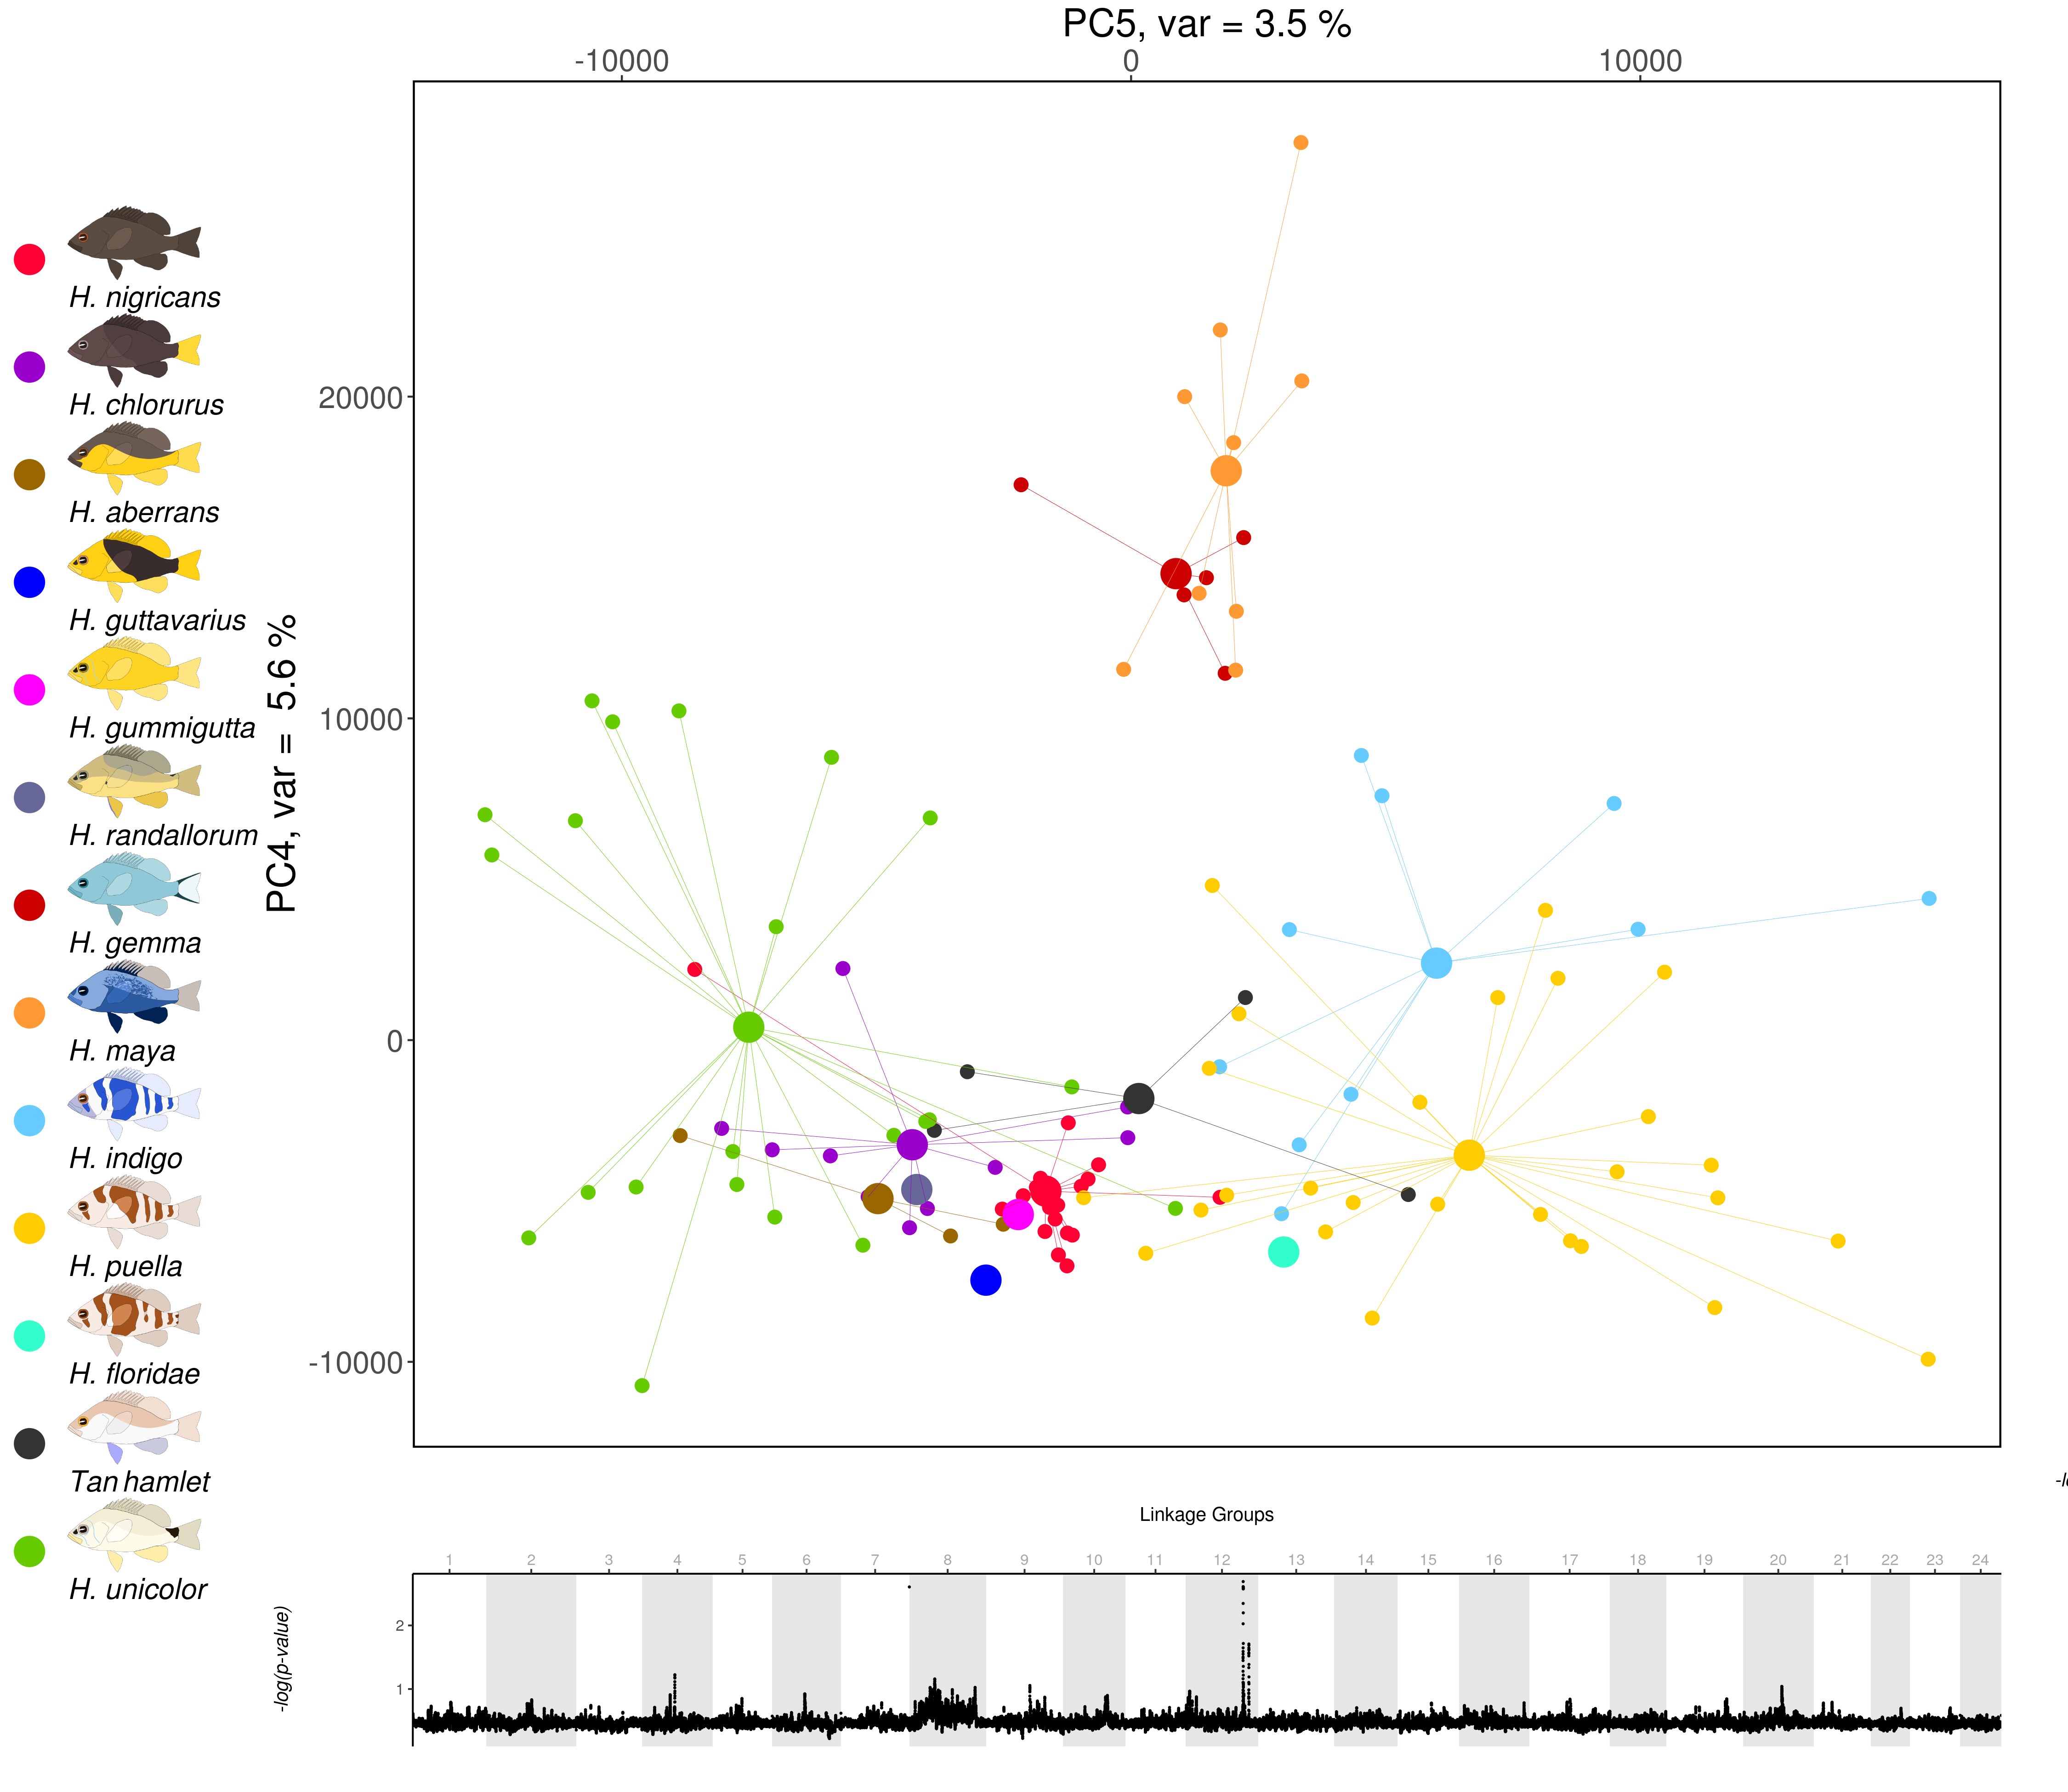 PC5, var = 3.5 %
-10000 0 10000
H. nigricans
H. chlorurus
H. aberrans
H. guttavarius
H. gummigutta
H. randallorum
H. gemma
H. maya
H. indigo
H. puella
H. floridae
Tan hamlet
H. unicolor
PC4, var = 5.6 %
20000
10000
0
-10000
Linkage Groups
1 2 3 4 5 6 7 8 9 10 11 12 13 14 15 16 17 18 19 20 21 22 23 24
-log(p-value)
2
1